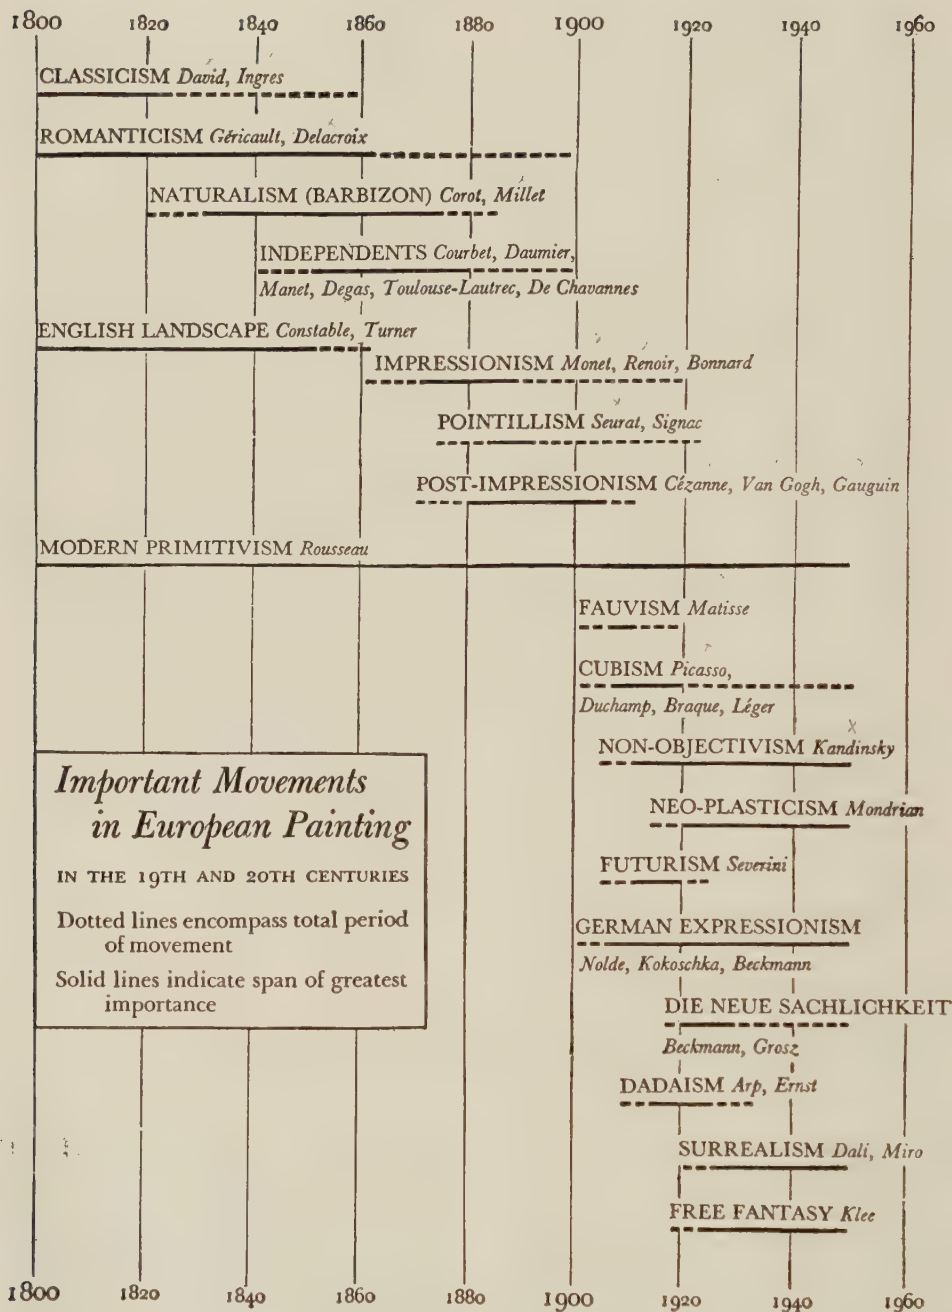 1800 1820 1840 1860 1880 1900 1920 1940 1960
CLASSICISM David, Ingres
ROMANTICISM Géricault, Delacroix
NATURALISM (BARBIZON) Corot, Millet
INDEPENDENTS Courbet, Daumier,
Manet, Degas, Toulouse-Lautrec, De Chavannes
ENGLISH LANDSCAPE Constable, Turner
IMPRESSIONISM Monet, Renoir, Bonnard
POINTILLISM Seurat, Signac
POST-IMPRESSIONISM Cézanne, Van Gogh, Gauguin
MODERN PRIMITIVISM Rousseau
FAUVISM Matisse
CUBISM Picasso,
Duchamp, Braque, Léger
NON-OBJECTIVISM Kandinsky
NEO-PLASTICISM Mondrian
FUTURISM Severini
GERMAN EXPRESSIONISM
Nolde, Kokoschka, Beckmann
DIE NEUE SACHLICHKEIT
Beckmann, Grosz
DADAISM Arp, Ernst
SURREALISM Dali, Miro
FREE FANTASY Klee
Important Movements
in European Painting
IN THE 19TH AND 20TH CENTURIES
Dotted lines encompass total period
of movement
Solid lines indicate span of greatest
importance
1800 1820 1840 1860 1880 1900 1920 1940 1960